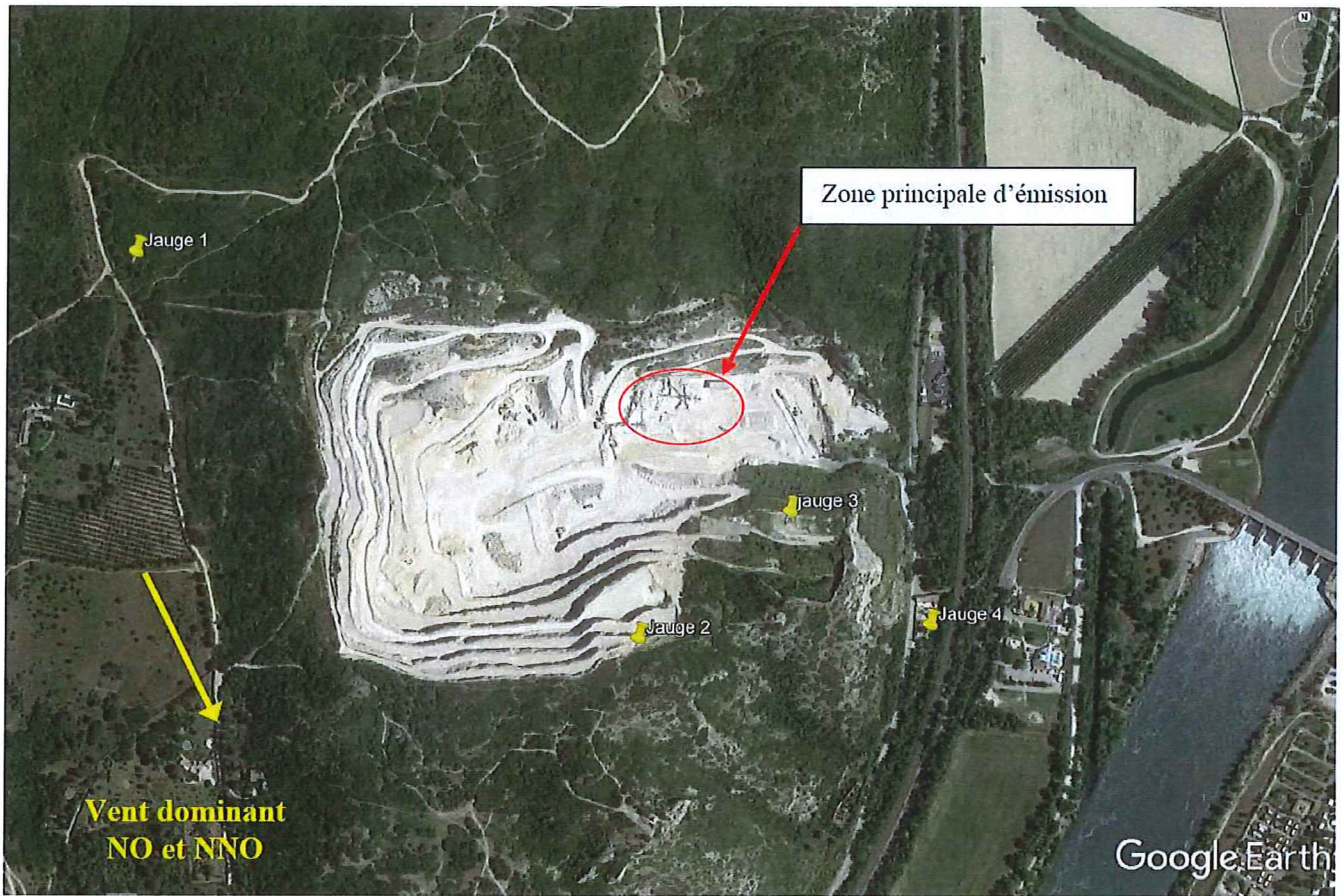 N
Zone principale d'émission
Jauge 1
jauge 3
Jauge 2
Jauge 4
Vent dominant
NO et NNO
Google Earth